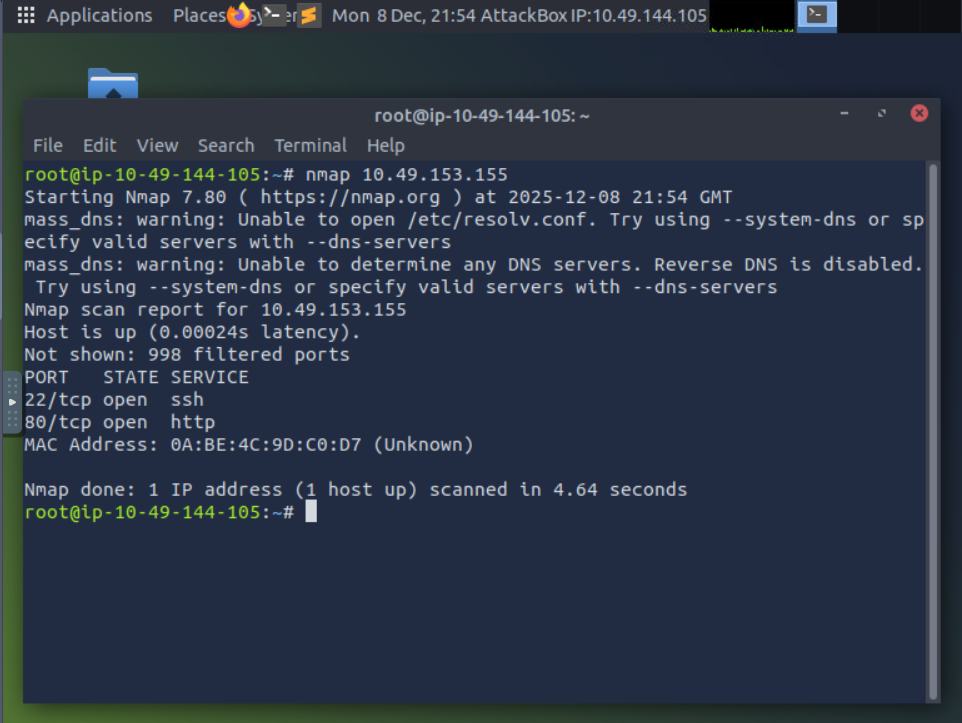 Applications Places Mon 8 Dec, 21:54 AttackBox IP:10.49.144.105
root@ip-10-49-144-105: ~
File Edit View Search Terminal Help
root@ip-10-49-144-105:~# nmap 10.49.153.155
Starting Nmap 7.80 ( https://nmap.org ) at 2025-12-08 21:54 GMT
mass_dns: warning: Unable to open /etc/resolv.conf. Try using --system-dns or sp
ecify valid servers with --dns-servers
mass_dns: warning: Unable to determine any DNS servers. Reverse DNS is disabled.
 Try using --system-dns or specify valid servers with --dns-servers
Nmap scan report for 10.49.153.155
Host is up (0.00024s latency).
Not shown: 998 filtered ports
PORT   STATE SERVICE
22/tcp open  ssh
80/tcp open  http
MAC Address: 0A:BE:4C:9D:C0:D7 (Unknown)
Nmap done: 1 IP address (1 host up) scanned in 4.64 seconds
root@ip-10-49-144-105:~#